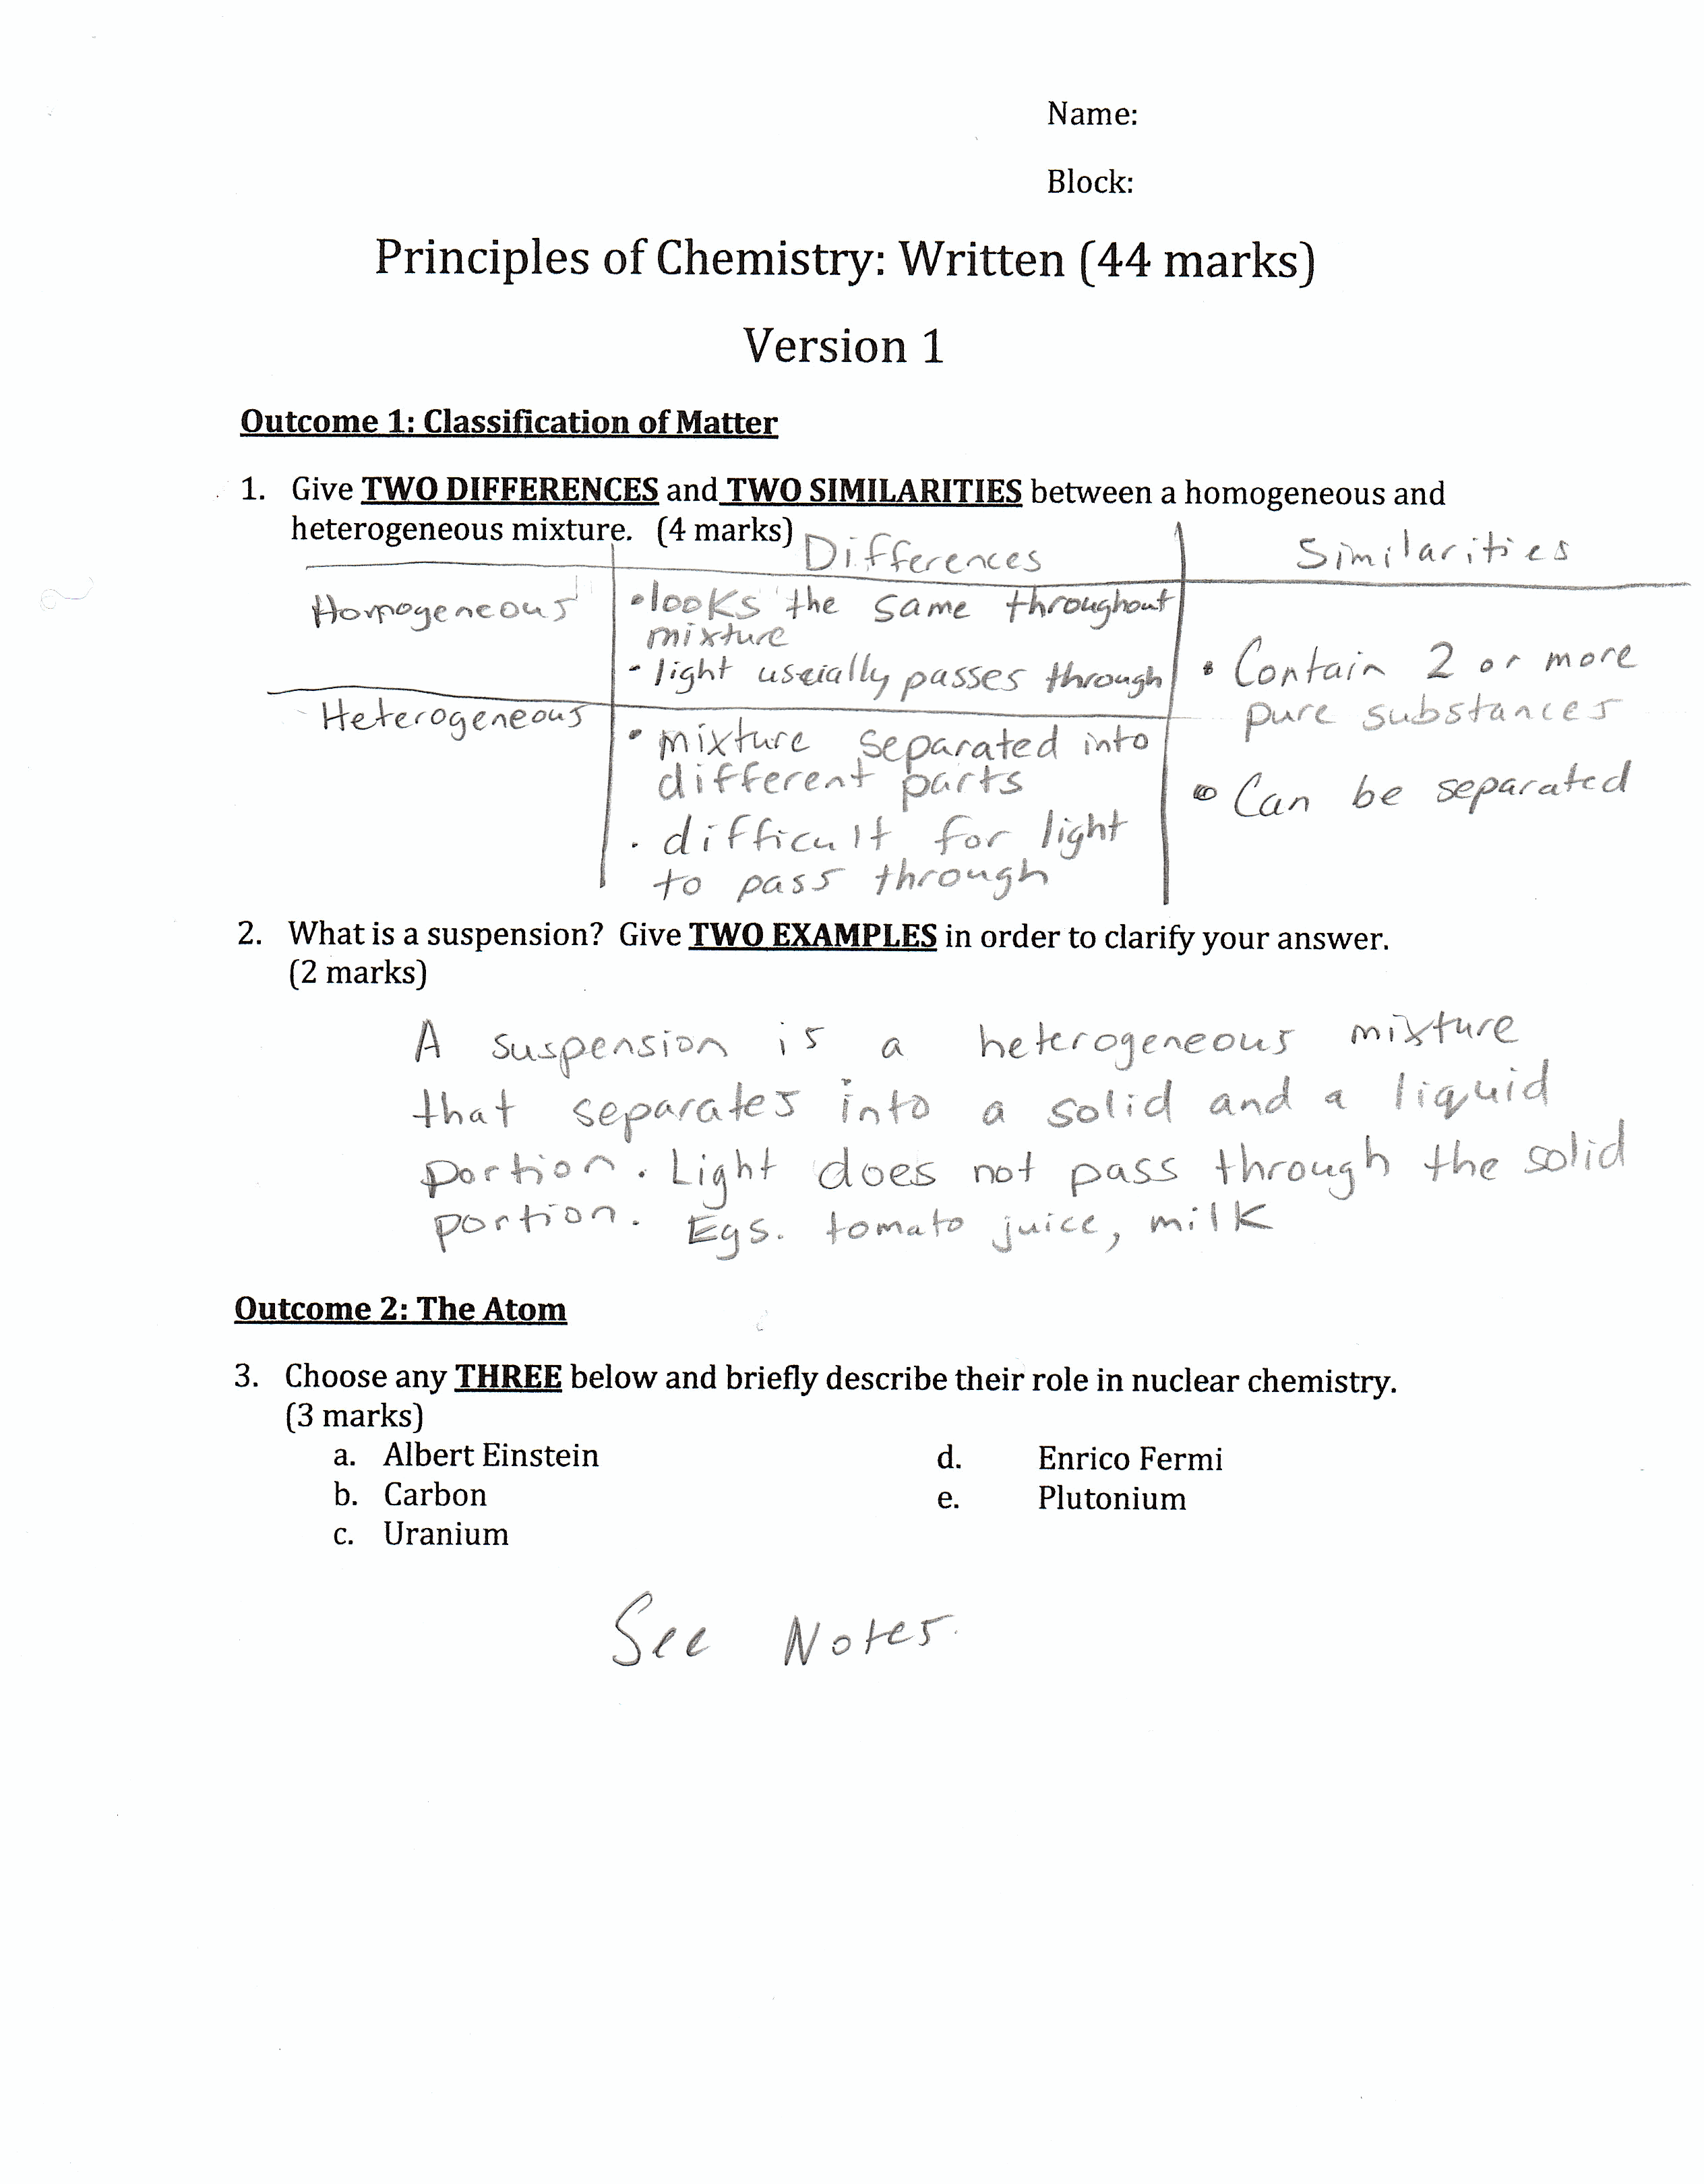 Name:
Block:
Principles of Chemistry: Written (44 marks)
Version 1
Outcome 1: Classification of Matter
1. Give TWO DIFFERENCES and TWO SIMILARITIES between a homogeneous and
heterogeneous mixture. (4 marks)
Differences
Similarities
Homogeneous
• looks the same throughout
mixture
- light useially passes through
Heterogeneous
• mixture separated into
different parts
. difficult for light
to pass through
• Contain 2 or more
pure substances
• Can be separated
2. What is a suspension? Give TWO EXAMPLES in order to clarify your answer.
(2 marks)
A suspension is a heterogeneous mixture
that separates into a solid and a liquid
portion. Light does not pass through the solid
portion. Egs. tomato juice, milk
Outcome 2: The Atom
3. Choose any THREE below and briefly describe their role in nuclear chemistry.
(3 marks)
a. Albert Einstein
b. Carbon
c. Uranium
d. Enrico Fermi
e. Plutonium
See Notes.